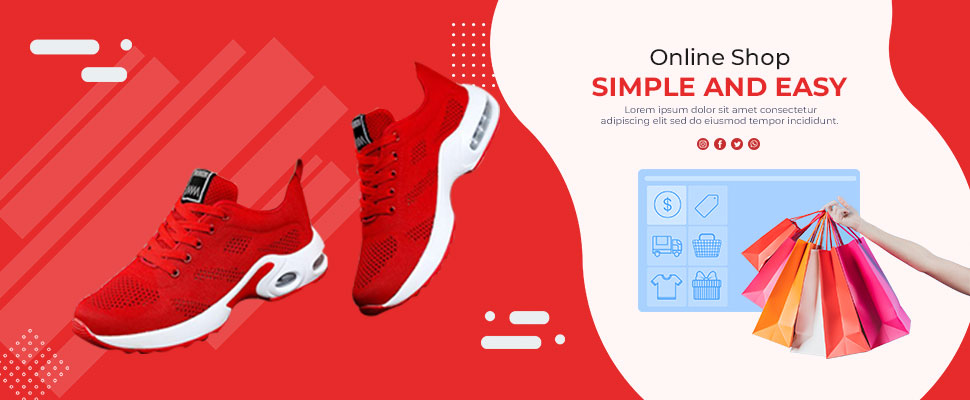 Online Shop
SIMPLE AND EASY
Lorem ipsum dolor sit amet consectetur
adipiscing elit sed do eiusmod tempor incididunt.
$